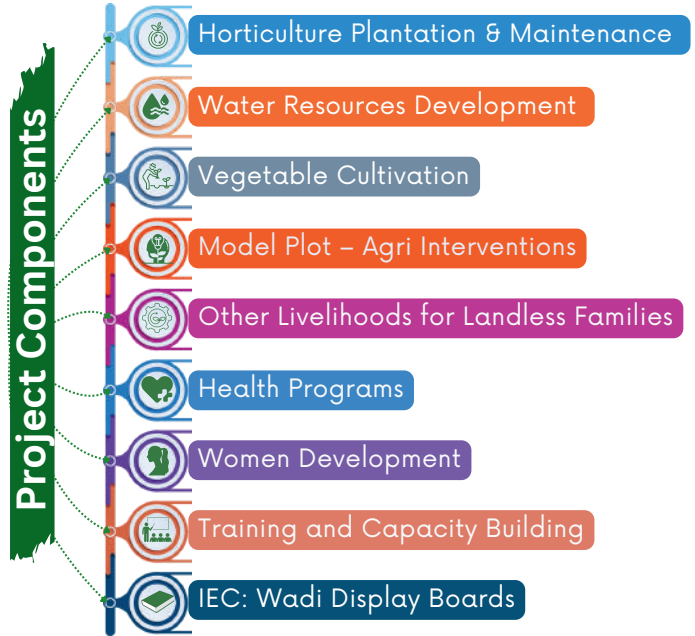 Project Components
Horticulture Plantation & Maintenance
Water Resources Development
Vegetable Cultivation
Model Plot – Agri Interventions
Other Livelihoods for Landless Families
Health Programs
Women Development
Training and Capacity Building
IEC: Wadi Display Boards